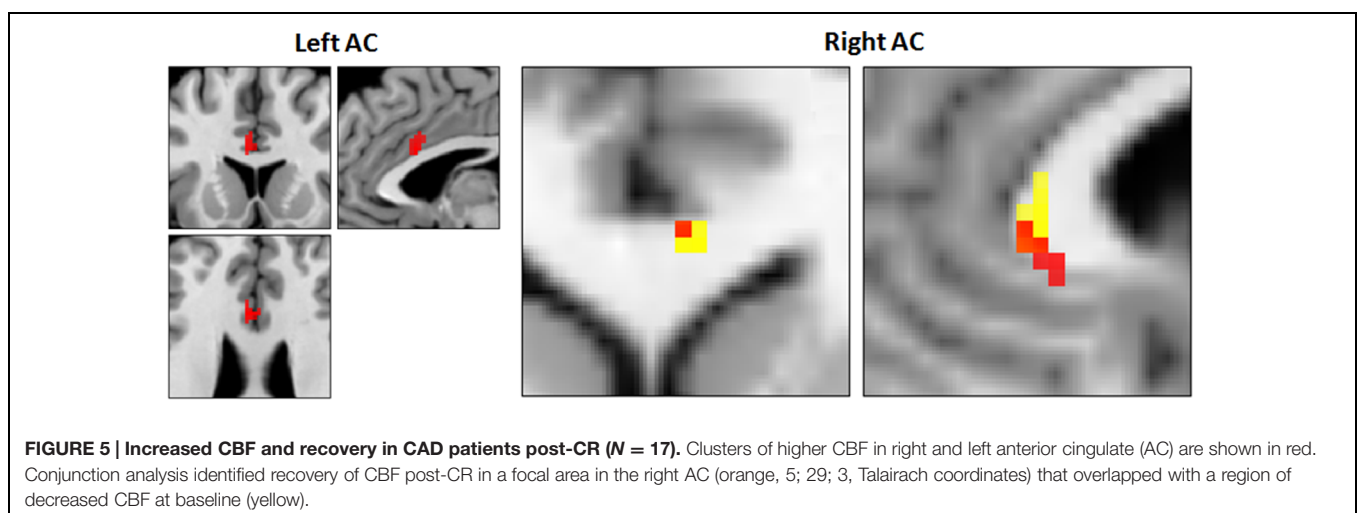 Left AC
Right AC
FIGURE 5 | Increased CBF and recovery in CAD patients post-CR (N = 17). Clusters of higher CBF in right and left anterior cingulate (AC) are shown in red.
Conjunction analysis identified recovery of CBF post-CR in a focal area in the right AC (orange, 5; 29; 3, Talairach coordinates) that overlapped with a region of
decreased CBF at baseline (yellow).